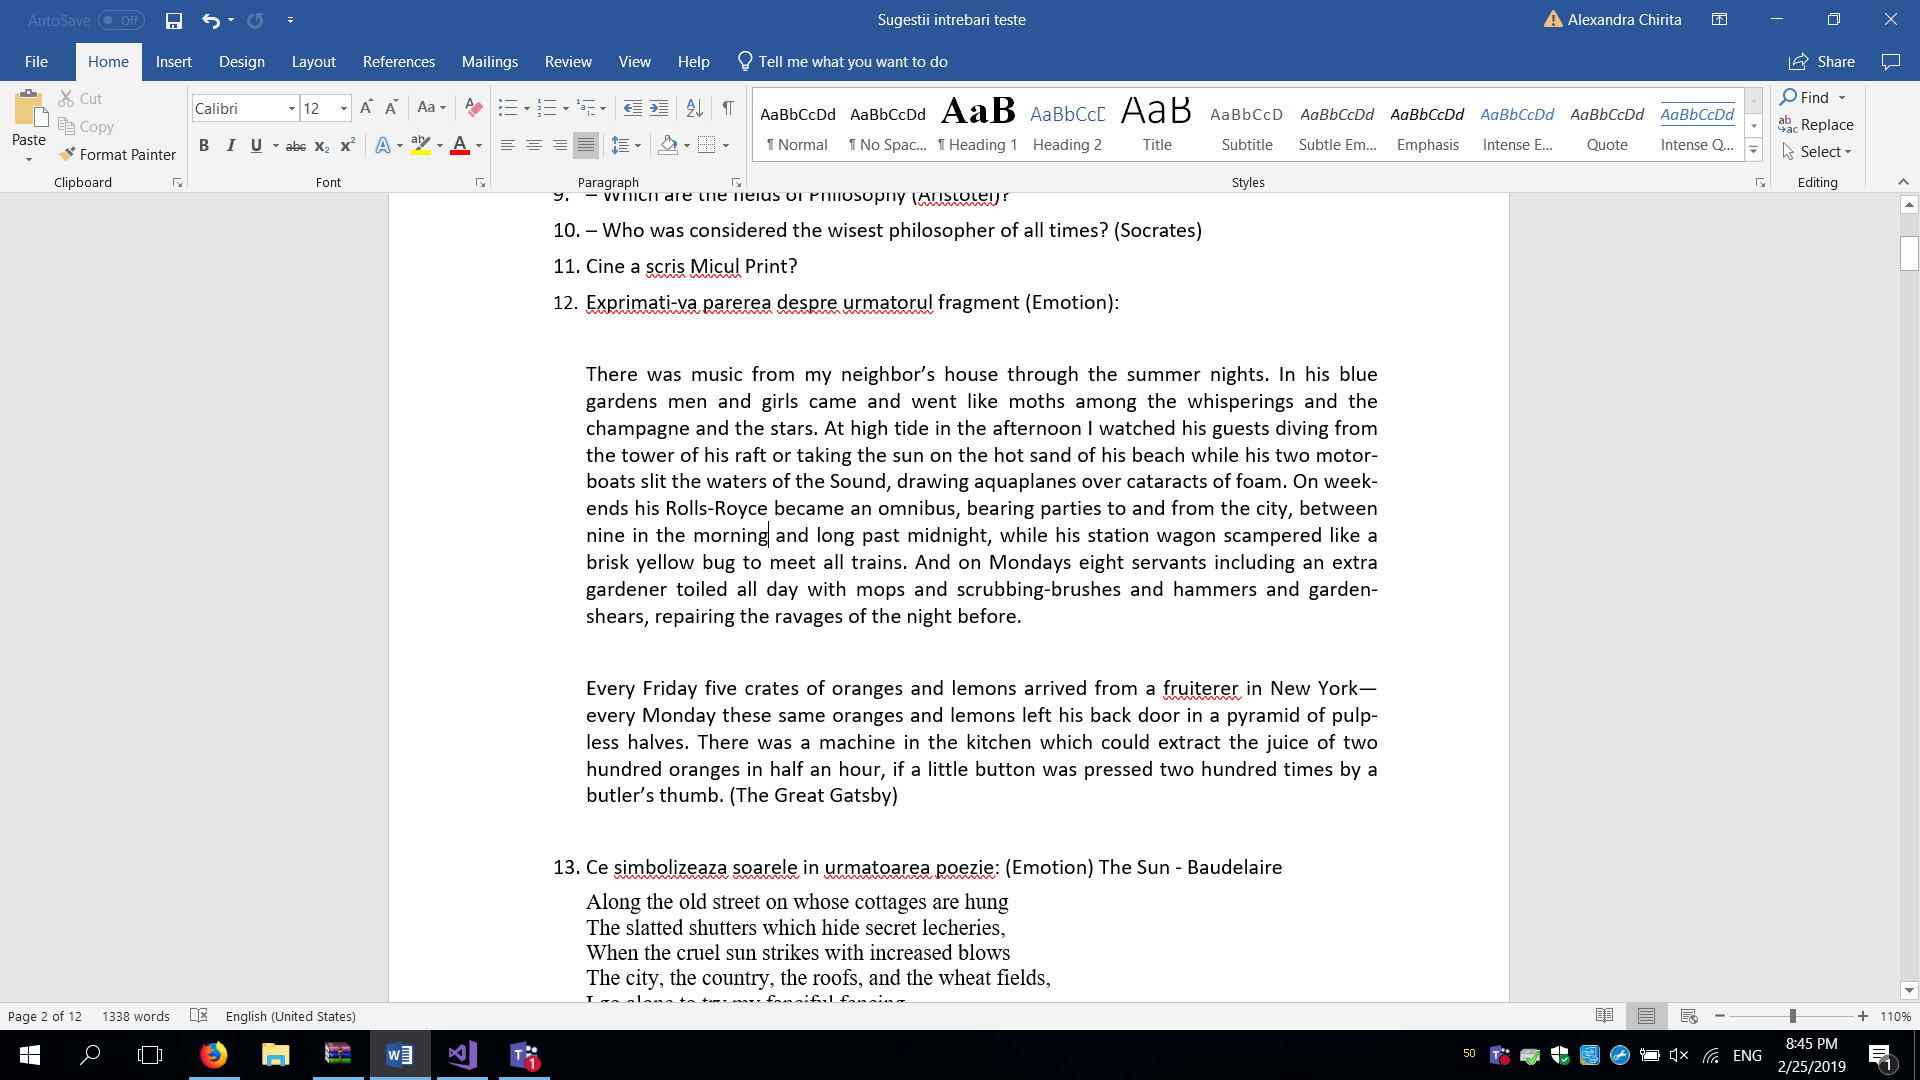 AutoSave Off
Sugestii intrebari teste
Alexandra Chirita
File Home Insert Design Layout References Mailings Review View Help Tell me what you want to do
Share
Paste
Cut
Copy
Format Painter
Clipboard
Calibri 12
Font
Paragraph
AaBbCcDd AaBbCcDd AaB AaBbCcD AaB AaBbCcD AaBbCcDd AaBbCcDd AaBbCcDd AaBbCcDd AaBbCcDd
¶ Normal ¶ No Spac... ¶ Heading 1 Heading 2 Title Subtitle Subtle Em... Emphasis Intense E... Quote Intense Q...
Styles
Find
Replace
Select
Editing
9. – Which are the fields of Philosophy (Aristotel)?
10. – Who was considered the wisest philosopher of all times? (Socrates)
11. Cine a scris Micul Print?
12. Exprimati-va parerea despre urmatorul fragment (Emotion):
There was music from my neighbor’s house through the summer nights. In his blue
gardens men and girls came and went like moths among the whisperings and the
champagne and the stars. At high tide in the afternoon I watched his guests diving from
the tower of his raft or taking the sun on the hot sand of his beach while his two motor-
boats slit the waters of the Sound, drawing aquaplanes over cataracts of foam. On week-
ends his Rolls-Royce became an omnibus, bearing parties to and from the city, between
nine in the morning and long past midnight, while his station wagon scampered like a
brisk yellow bug to meet all trains. And on Mondays eight servants including an extra
gardener toiled all day with mops and scrubbing-brushes and hammers and garden-
shears, repairing the ravages of the night before.
Every Friday five crates of oranges and lemons arrived from a fruiterer in New York—
every Monday these same oranges and lemons left his back door in a pyramid of pulp-
less halves. There was a machine in the kitchen which could extract the juice of two
hundred oranges in half an hour, if a little button was pressed two hundred times by a
butler’s thumb. (The Great Gatsby)
13. Ce simbolizeaza soarele in urmatoarea poezie: (Emotion) The Sun - Baudelaire
Along the old street on whose cottages are hung
The slatted shutters which hide secret lecheries,
When the cruel sun strikes with increased blows
The city, the country, the roofs, and the wheat fields,
I go alone to try my fanciful fencing
Page 2 of 12 1338 words English (United States)
110%
50
ENG
8:45 PM
2/25/2019
1
1